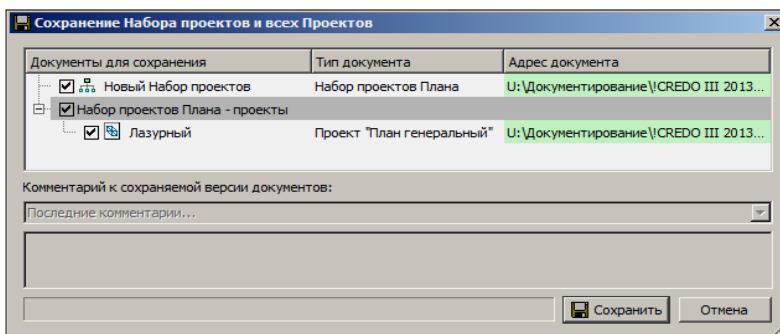 Сохранение Набора проектов и всех Проектов
Документы для сохранения Тип документа Адрес документа
Новый Набор проектов Набор проектов Плана U:\Документирование\!CREDO III 2013...
Набор проектов Плана - проекты
Лазурный Проект "План генеральный" U:\Документирование\!CREDO III 2013...
Комментарий к сохраняемой версии документов:
Последние комментарии...
Сохранить Отмена